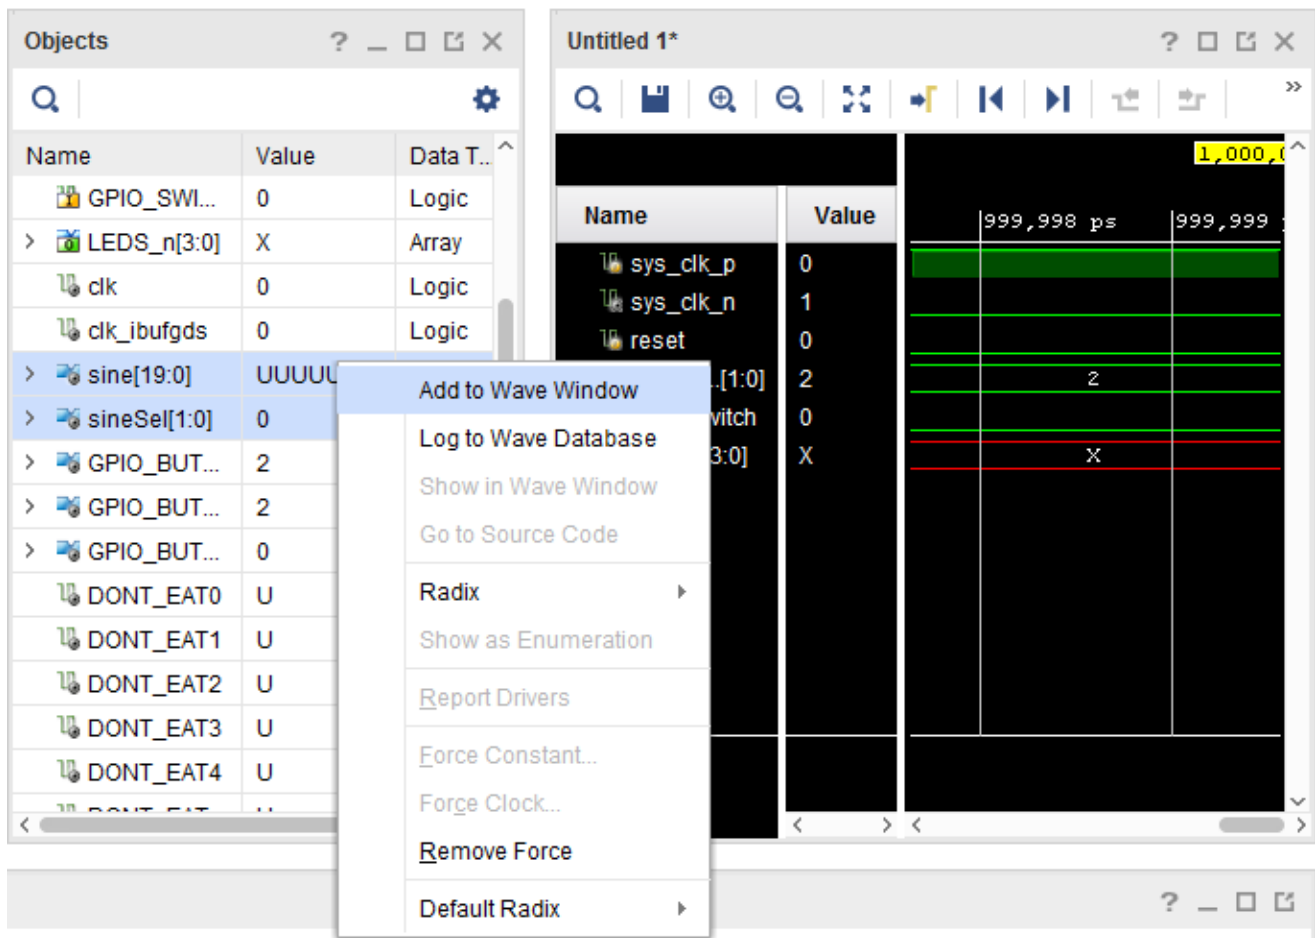 Objects
Name Value Data T...
GPIO_SWI... 0 Logic
LEDS_n[3:0] X Array
clk 0 Logic
clk_ibufgds 0 Logic
sine[19:0] UUUUU
sineSel[1:0] 0
GPIO_BUT... 2
GPIO_BUT... 2
GPIO_BUT... 0
DONT_EAT0 U
DONT_EAT1 U
DONT_EAT2 U
DONT_EAT3 U
DONT_EAT4 U
Add to Wave Window
Log to Wave Database
Show in Wave Window
Go to Source Code
Radix
Show as Enumeration
Report Drivers
Force Constant...
Force Clock...
Remove Force
Default Radix
Untitled 1*
1,000,0
Name Value 999,998 ps 999,999
sys_clk_p 0
sys_clk_n 1
reset 0
..[1:0] 2 2
vitch 0
3:0] X X